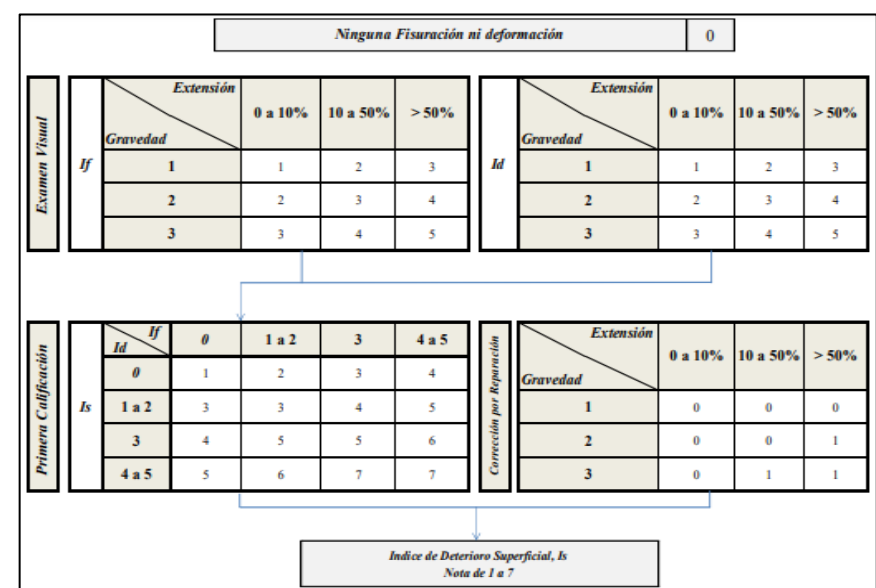 Ninguna Fisuración ni deformación 0
Examen Visual
If
Extensión
Gravedad
0 a 10% 10 a 50% > 50%
1 1 2 3
2 2 3 4
3 3 4 5
Id
Extensión
Gravedad
0 a 10% 10 a 50% > 50%
1 1 2 3
2 2 3 4
3 3 4 5
Primera Calificación
Is
If
Id
0 1 a 2 3 4 a 5
0 1 2 3 4
1 a 2 3 3 4 5
3 4 5 5 6
4 a 5 5 6 7 7
Corrección por Reparación
Extensión
Gravedad
0 a 10% 10 a 50% > 50%
1 0 0 0
2 0 0 1
3 0 1 1
Indice de Deterioro Superficial, Is
Nota de 1 a 7